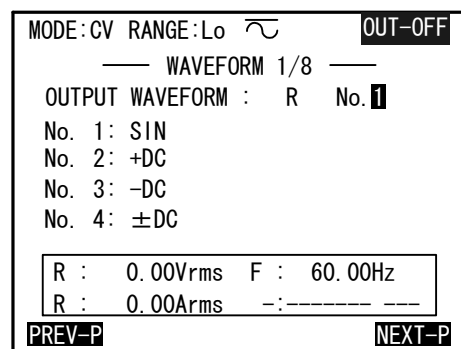 MODE:CV RANGE:Lo OUT-OFF
WAVEFORM 1/8
OUTPUT WAVEFORM : R No.1
No. 1: SIN
No. 2: +DC
No. 3: -DC
No. 4: ±DC
R : 0.00Vrms F : 60.00Hz
R : 0.00Arms -:------- ---
PREV-P NEXT-P